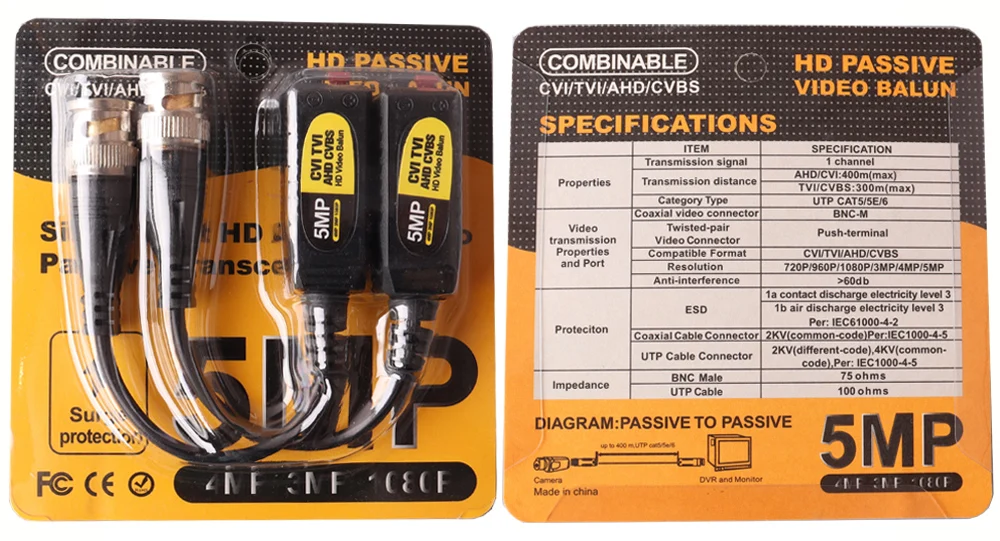 COMBINABLE
CVI/TVI/AHD
HD PASSIVE
CVI TVI
AHD CVBS
HD Video Balun
5MP
CVI TVI
AHD CVBS
HD Video Balun
5MP
HD
5MP
protection
FC CE
4MP 3MP 1080P
COMBINABLE
CVI/TVI/AHD/CVBS
HD PASSIVE
VIDEO BALUN
SPECIFICATIONS
ITEM SPECIFICATION
Properties
Transmission signal 1 channel
Transmission distance AHD/CVI:400m(max)
TVI/CVBS:300m(max)
Category Type UTP CAT5/5E/6
Video
transmission
Properties
and Port
Coaxial video connector BNC-M
Twisted-pair
Video Connector
Push-terminal
Compatible Format CVI/TVI/AHD/CVBS
Resolution 720P/960P/1080P/3MP/4MP/5MP
Anti-interference >60db
Proteciton
ESD
1a contact discharge electricity level 3
1b air discharge electricity level 3
Per: IEC61000-4-2
Coaxial Cable Connector 2KV(common-code)Per:IEC1000-4-5
UTP Cable Connector
2KV(different-code),4KV(common-
code),Per: IEC1000-4-5
Impedance
BNC Male 75 ohms
UTP Cable 100 ohms
DIAGRAM:PASSIVE TO PASSIVE
up to 400 m,UTP cat5/5e/6
Camera
DVR and Monitor
Made in china
5MP
4MP 3MP 1080P